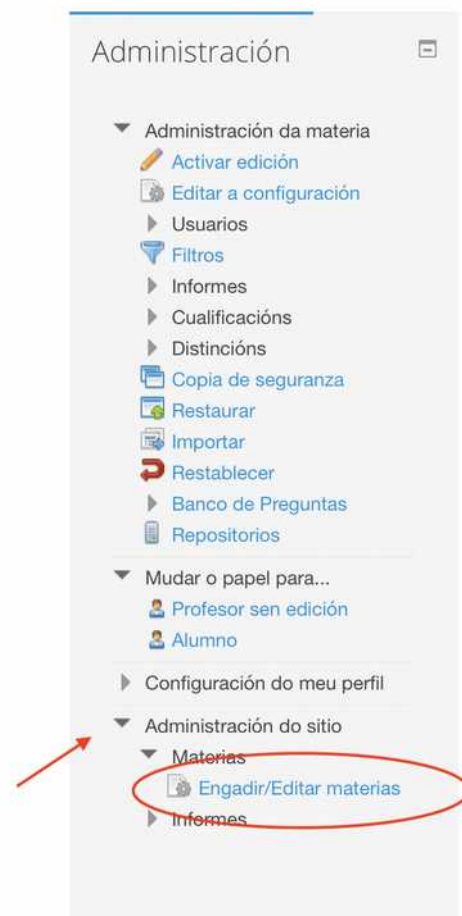 Administración
Administración da materia
Activar edición
Editar a configuración
Usuarios
Filtros
Informes
Cualificacións
Distincións
Copia de seguranza
Restaurar
Importar
Restablecer
Banco de Preguntas
Repositorios
Mudar o papel para...
Profesor sen edición
Alumno
Configuración do meu perfil
Administración do sitio
Materias
Engadir/Editar materias
Informes